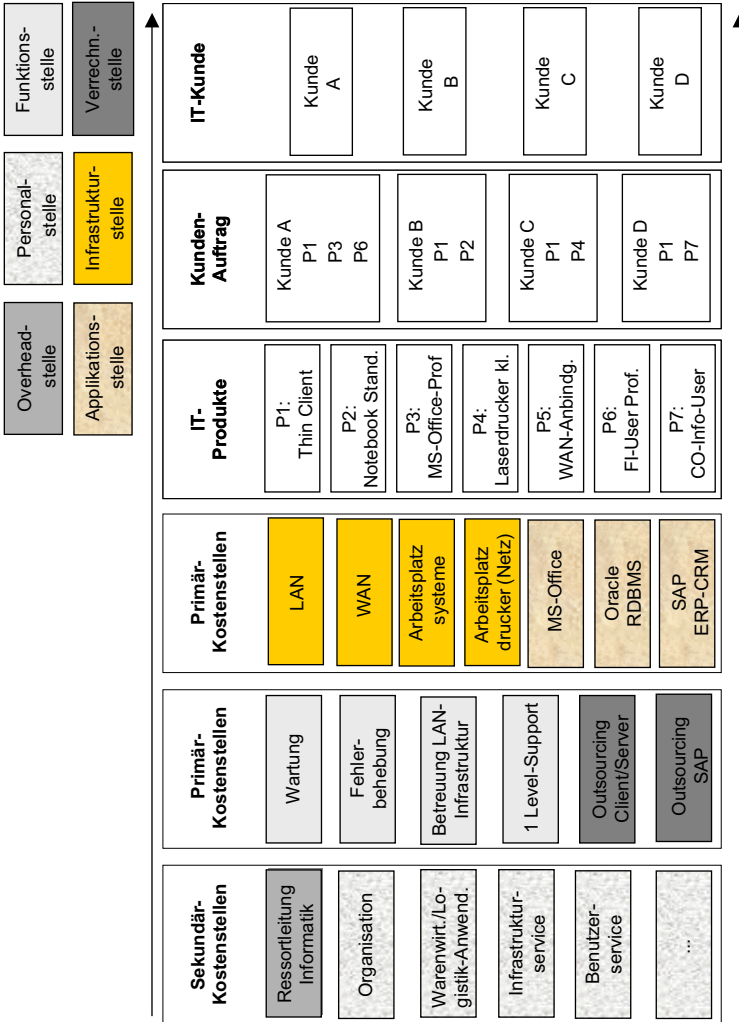 Sekundär-
Kostenstellen
Ressortleitung
Informatik
Organisation
Warenwirt./Lo-
gistik-Anwend.
Infrastruktur-
service
Benutzer-
service
...
Primär-
Kostenstellen
Wartung
Fehler-
behebung
Betreuung LAN-
Infrastruktur
1 Level-Support
Outsourcing
Client/Server
Outsourcing
SAP
Primär-
Kostenstellen
LAN
WAN
Arbeitsplatz
systeme
Arbeitsplatz
drucker (Netz)
MS-Office
Oracle
RDBMS
SAP
ERP-CRM
IT-
Produkte
P1:
Thin Client
P2:
Notebook Stand.
P3:
MS-Office-Prof
P4:
Laserdrucker kl.
P5:
WAN-Anbindg.
P6:
FI-User Prof.
P7:
CO-Info-User
Kunden-
Auftrag
Kunde A
P1
P3
P6
Kunde B
P1
P2
Kunde C
P1
P4
Kunde D
P1
P7
IT-Kunde
Kunde
A
Kunde
B
Kunde
C
Kunde
D
Overhead-
stelle
Personal-
stelle
Funktions-
stelle
Applikations-
stelle
Infrastruktur-
stelle
Verrechn.-
stelle